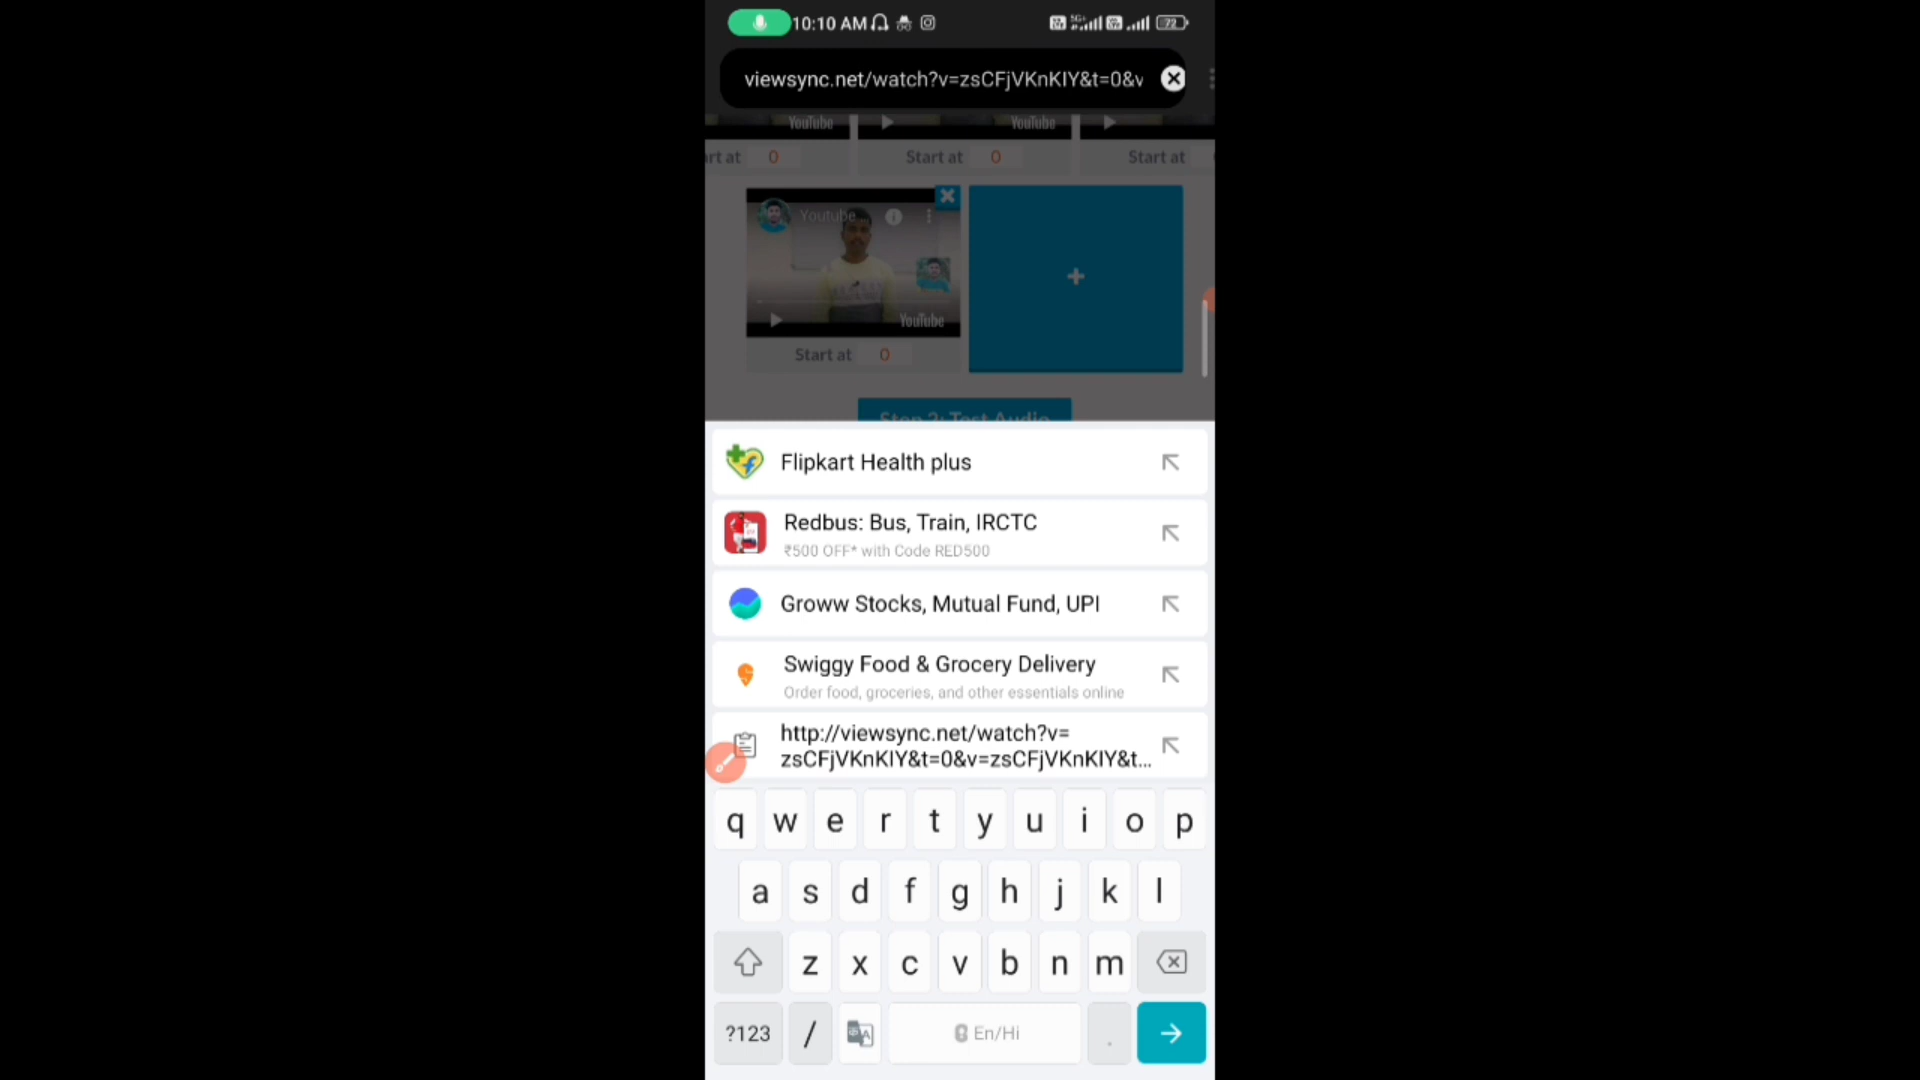 10:10 AM
72
viewsync.net/watch?v=zsCFjVKnKIY&t=0&v
YouTube YouTube
rt at 0 Start at 0 Start at
Youtube ...
YouTube
Start at 0
Step 2: Test Audio
Flipkart Health plus
Redbus: Bus, Train, IRCTC
₹500 OFF* with Code RED500
Groww Stocks, Mutual Fund, UPI
Swiggy Food & Grocery Delivery
Order food, groceries, and other essentials online
http://viewsync.net/watch?v=
zsCFjVKnKIY&t=0&v=zsCFjVKnKIY&t...
q w e r t y u i o p
a s d f g h j k l
z x c v b n m
?123 / En/Hi .